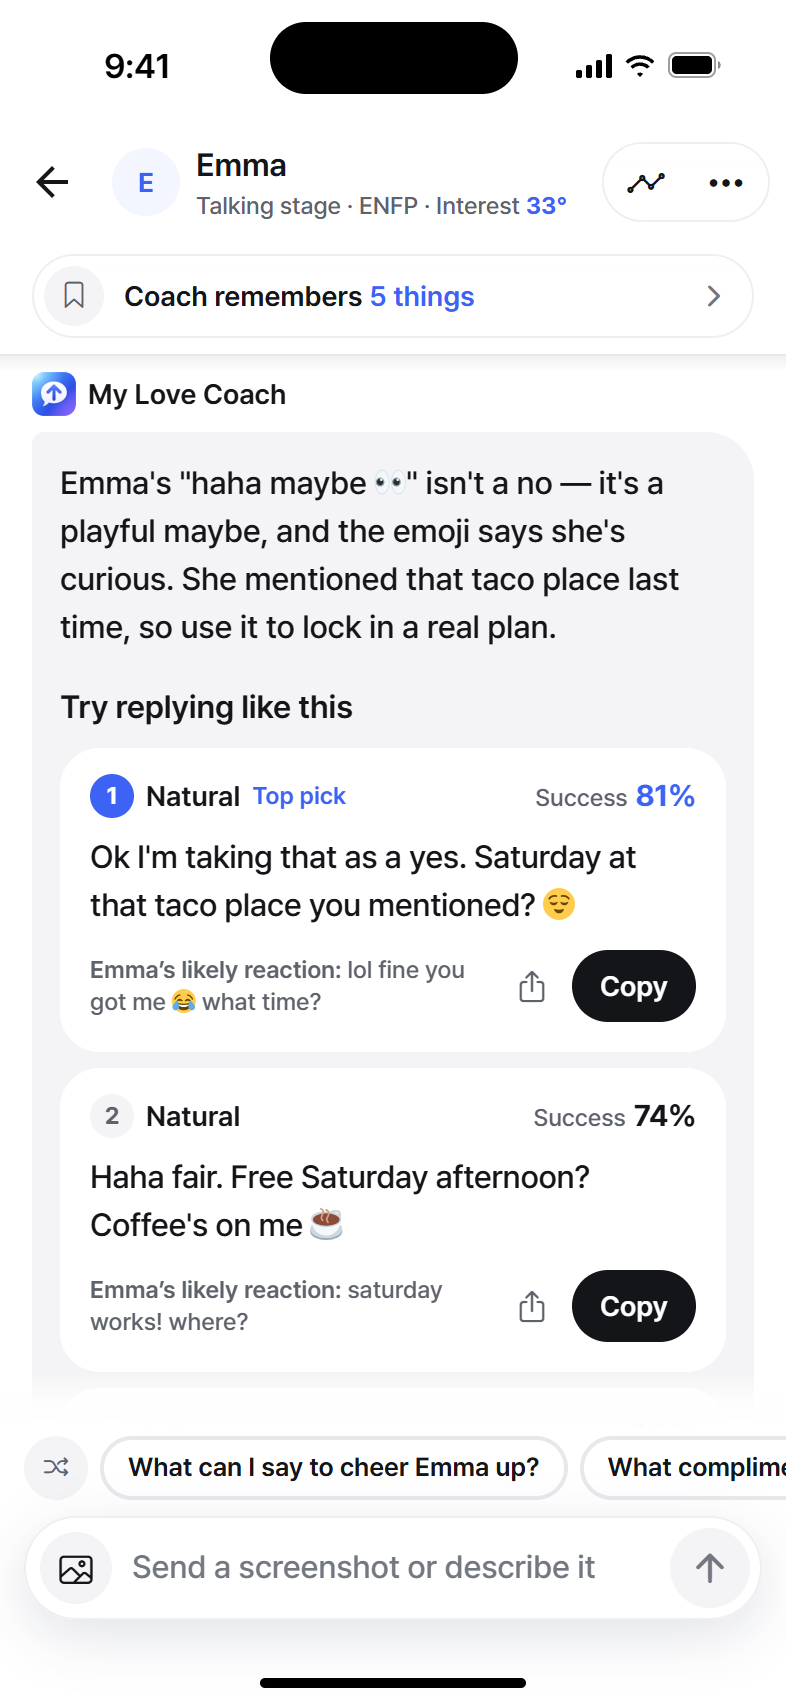 9:41
E
Emma
Talking stage · ENFP · Interest 33°
Coach remembers 5 things
My Love Coach
Emma's "haha maybe 👀" isn't a no — it's a
playful maybe, and the emoji says she's
curious. She mentioned that taco place last
time, so use it to lock in a real plan.
Try replying like this
1 Natural Top pick Success 81%
Ok I'm taking that as a yes. Saturday at
that taco place you mentioned? 😌
Emma’s likely reaction: lol fine you
got me 😂 what time?
Copy
2 Natural Success 74%
Haha fair. Free Saturday afternoon?
Coffee's on me ☕
Emma’s likely reaction: saturday
works! where?
Copy
What can I say to cheer Emma up?
What
Send a screenshot or describe it